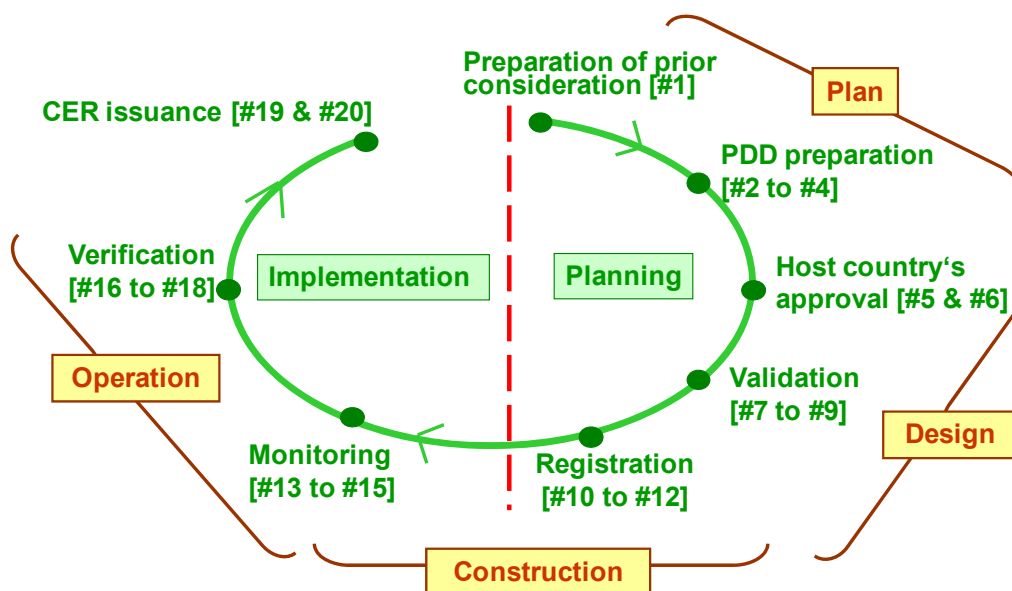 Preparation of prior
consideration [#1]
Plan
CER issuance [#19 & #20]
PDD preparation
[#2 to #4]
Verification
[#16 to #18]
Implementation
Planning
Host country‘s
approval [#5 & #6]
Operation
Validation
[#7 to #9]
Design
Monitoring
[#13 to #15]
Registration
[#10 to #12]
Construction